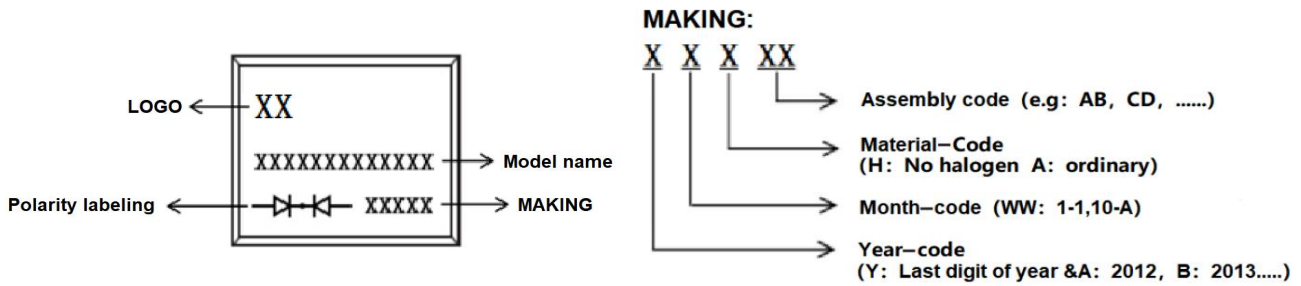 MAKING:
X X X XX
LOGO
XX
Assembly code (e.g: AB, CD, ......)
XXXXXXXXXXXXX
Model name
Material-Code
(H: No halogen A: ordinary)
Polarity labeling
XXXXX
MAKING
Month-code (WW: 1-1,10-A)
Year-code
(Y: Last digit of year &A: 2012, B: 2013.....)